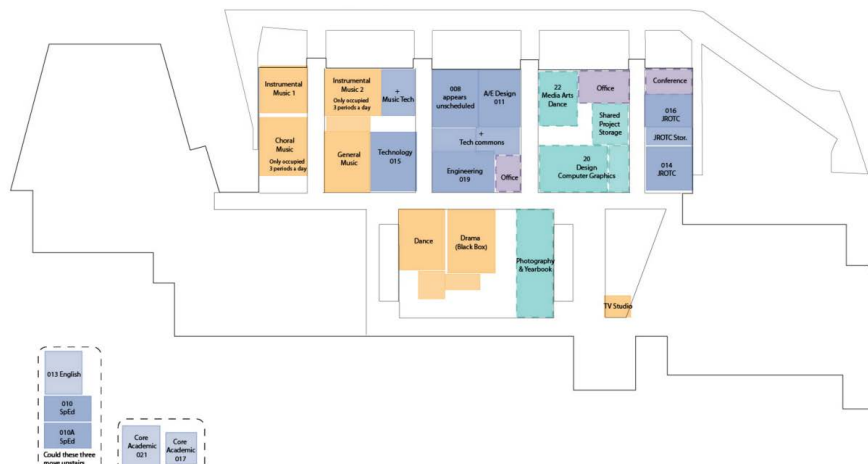 Instrumental
Music 1
Choral
Music
Only occupied
3 periods a day
Instrumental
Music 2
Only occupied
3 periods a day
+
Music Tech
General
Music
Technology
015
008
appears
unscheduled
A/E Design
011
+
Tech commons
Engineering
019
Office
22
Media Arts
Dance
Office
Shared
Project
Storage
20
Design
Computer Graphics
Conference
016
JROTC
JROTC Stor.
014
JROTC
Dance
Drama
(Black Box)
Photography
& Yearbook
TV Studio
013 English
010
SpEd
010A
SpEd
Could these three
move upstairs
Core
Academic
021
Core
Academic
017